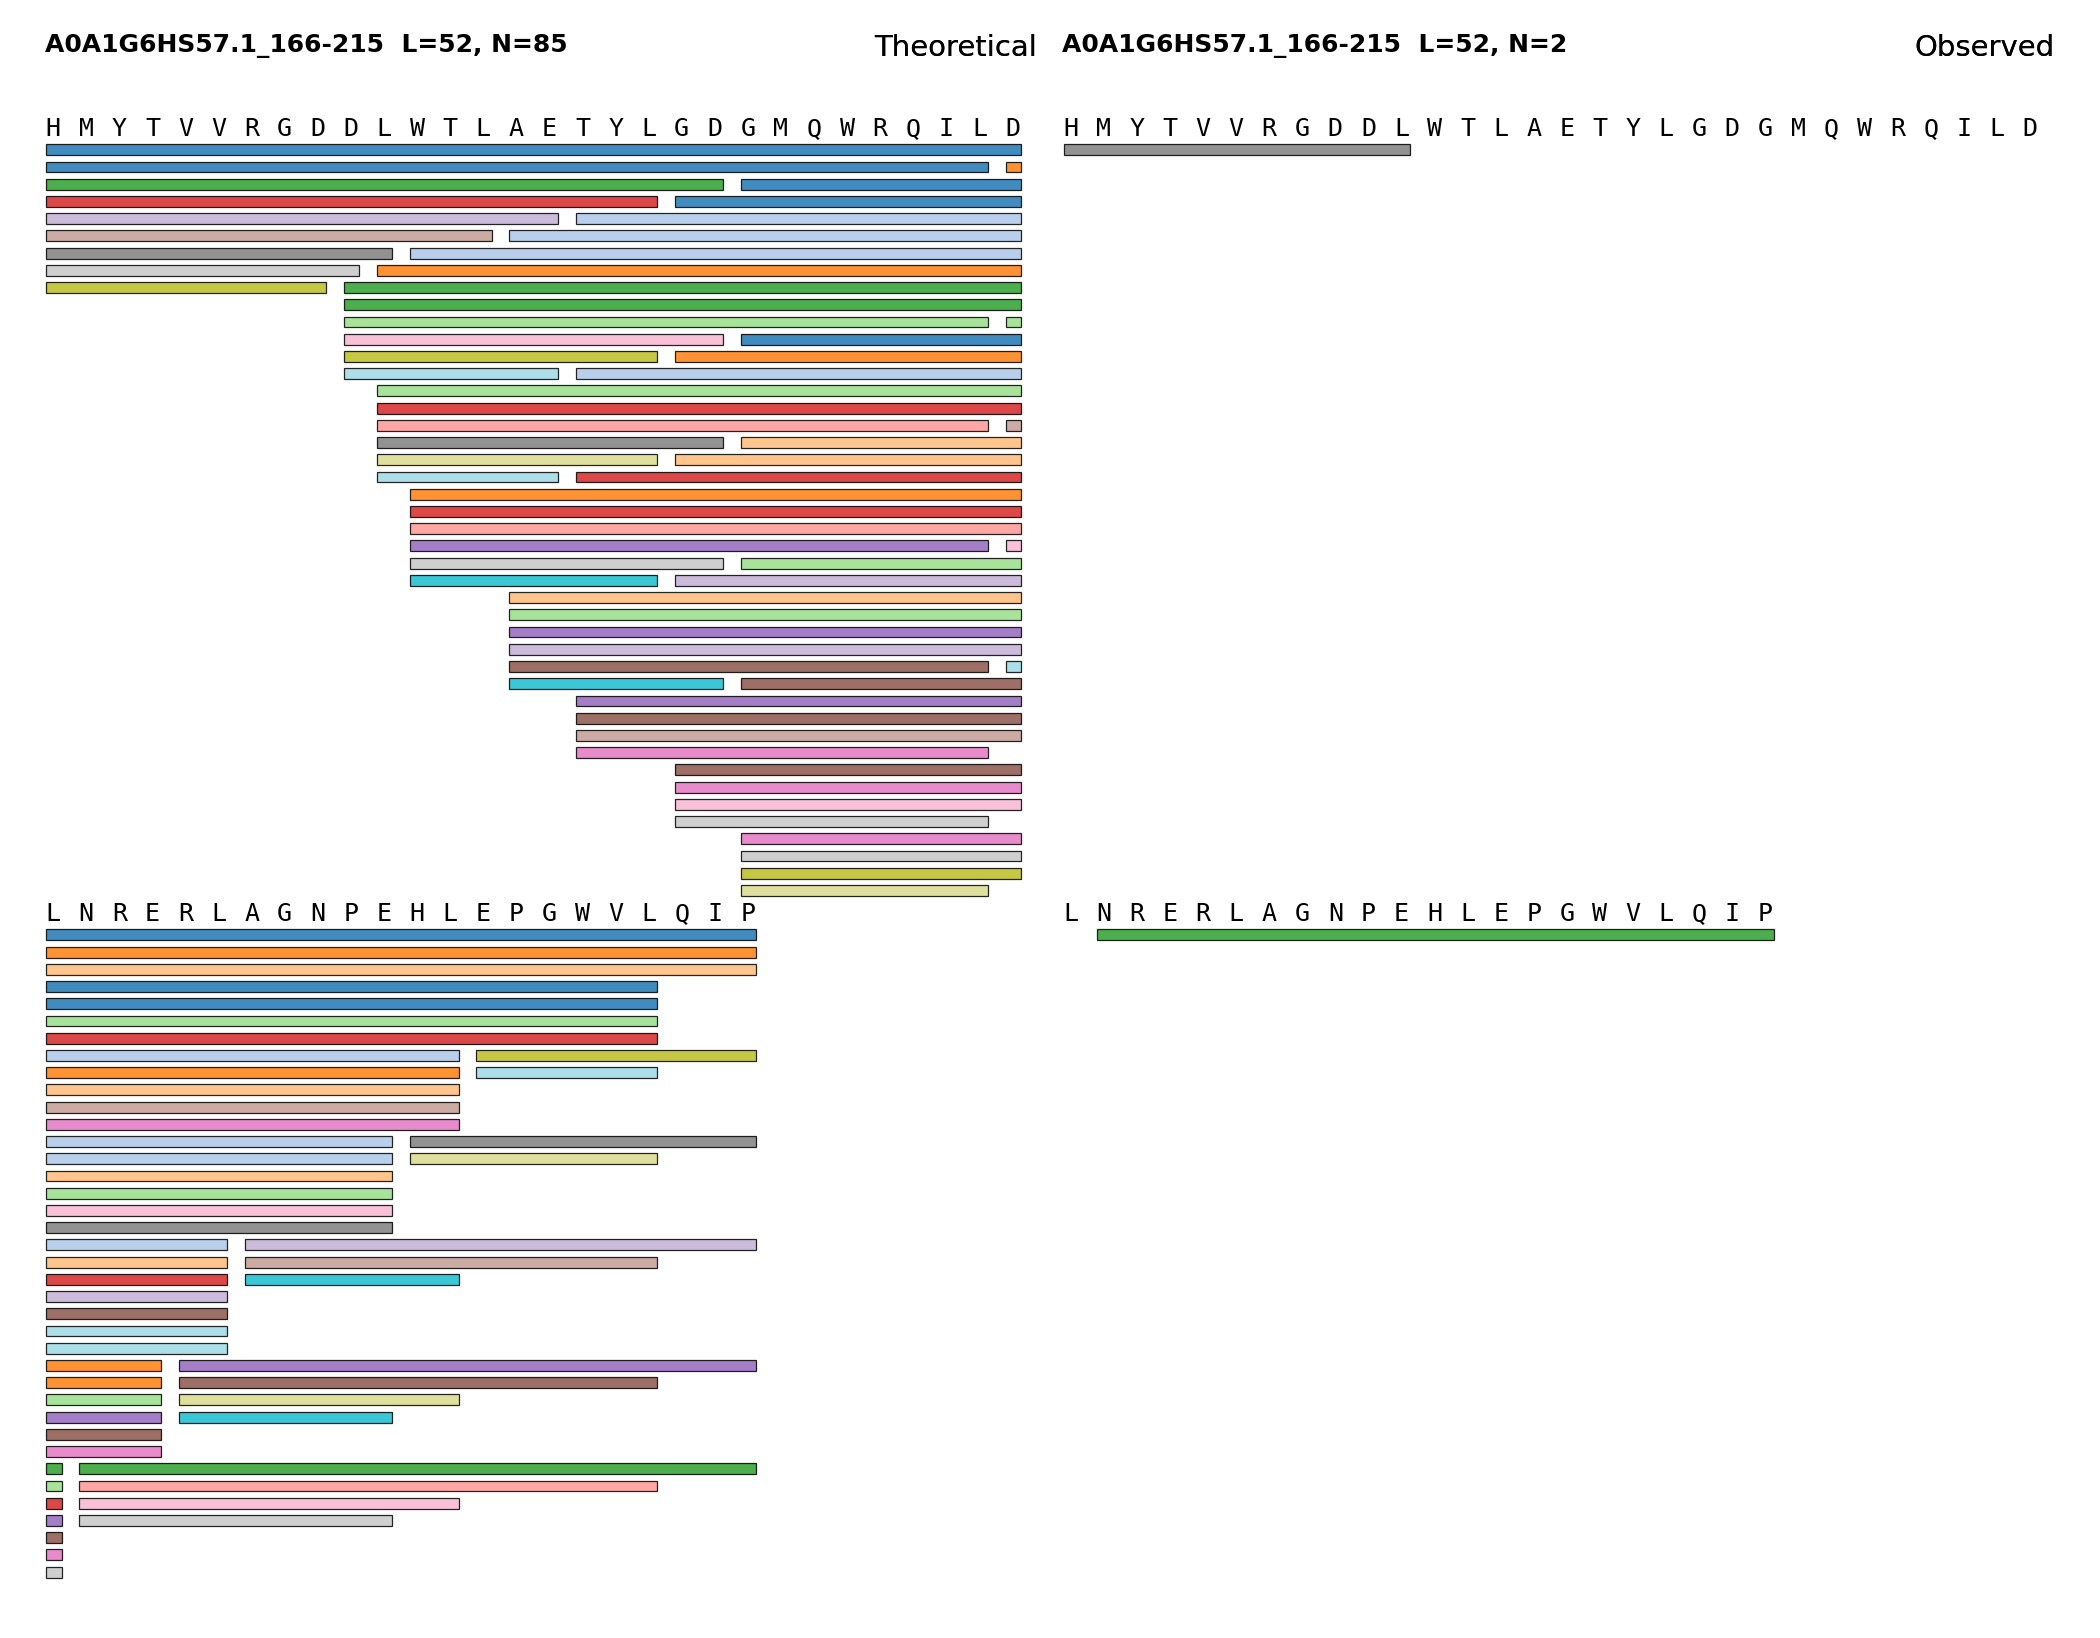 A0A1G6HS57.1_166-215 L=52, N=85 Theoretical
A0A1G6HS57.1_166-215 L=52, N=2 Observed
H M Y T V V R G D D L W T L A E T Y L G D G M Q W R Q I L D
H M Y T V V R G D D L W T L A E T Y L G D G M Q W R Q I L D
L N R E R L A G N P E H L E P G W V L Q I P
L N R E R L A G N P E H L E P G W V L Q I P